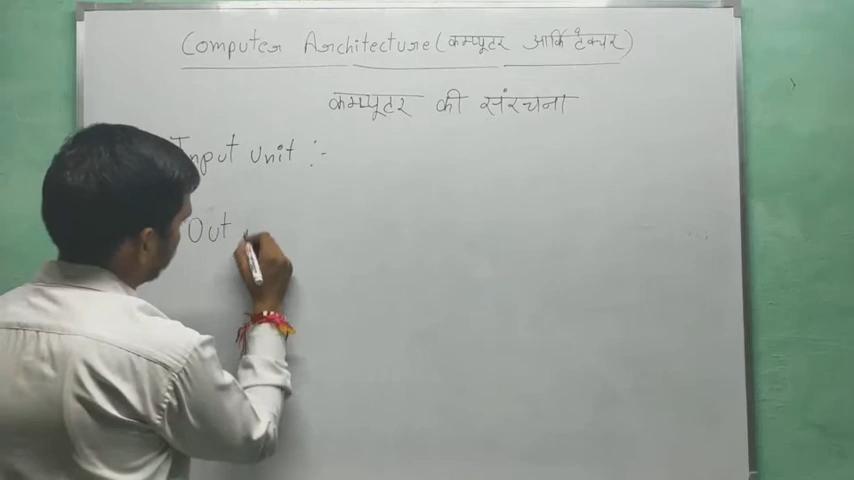 Computer Architecture (कम्प्यूटर आर्किटेक्चर)
कम्प्यूटर की संरचना
Input unit :-
Out